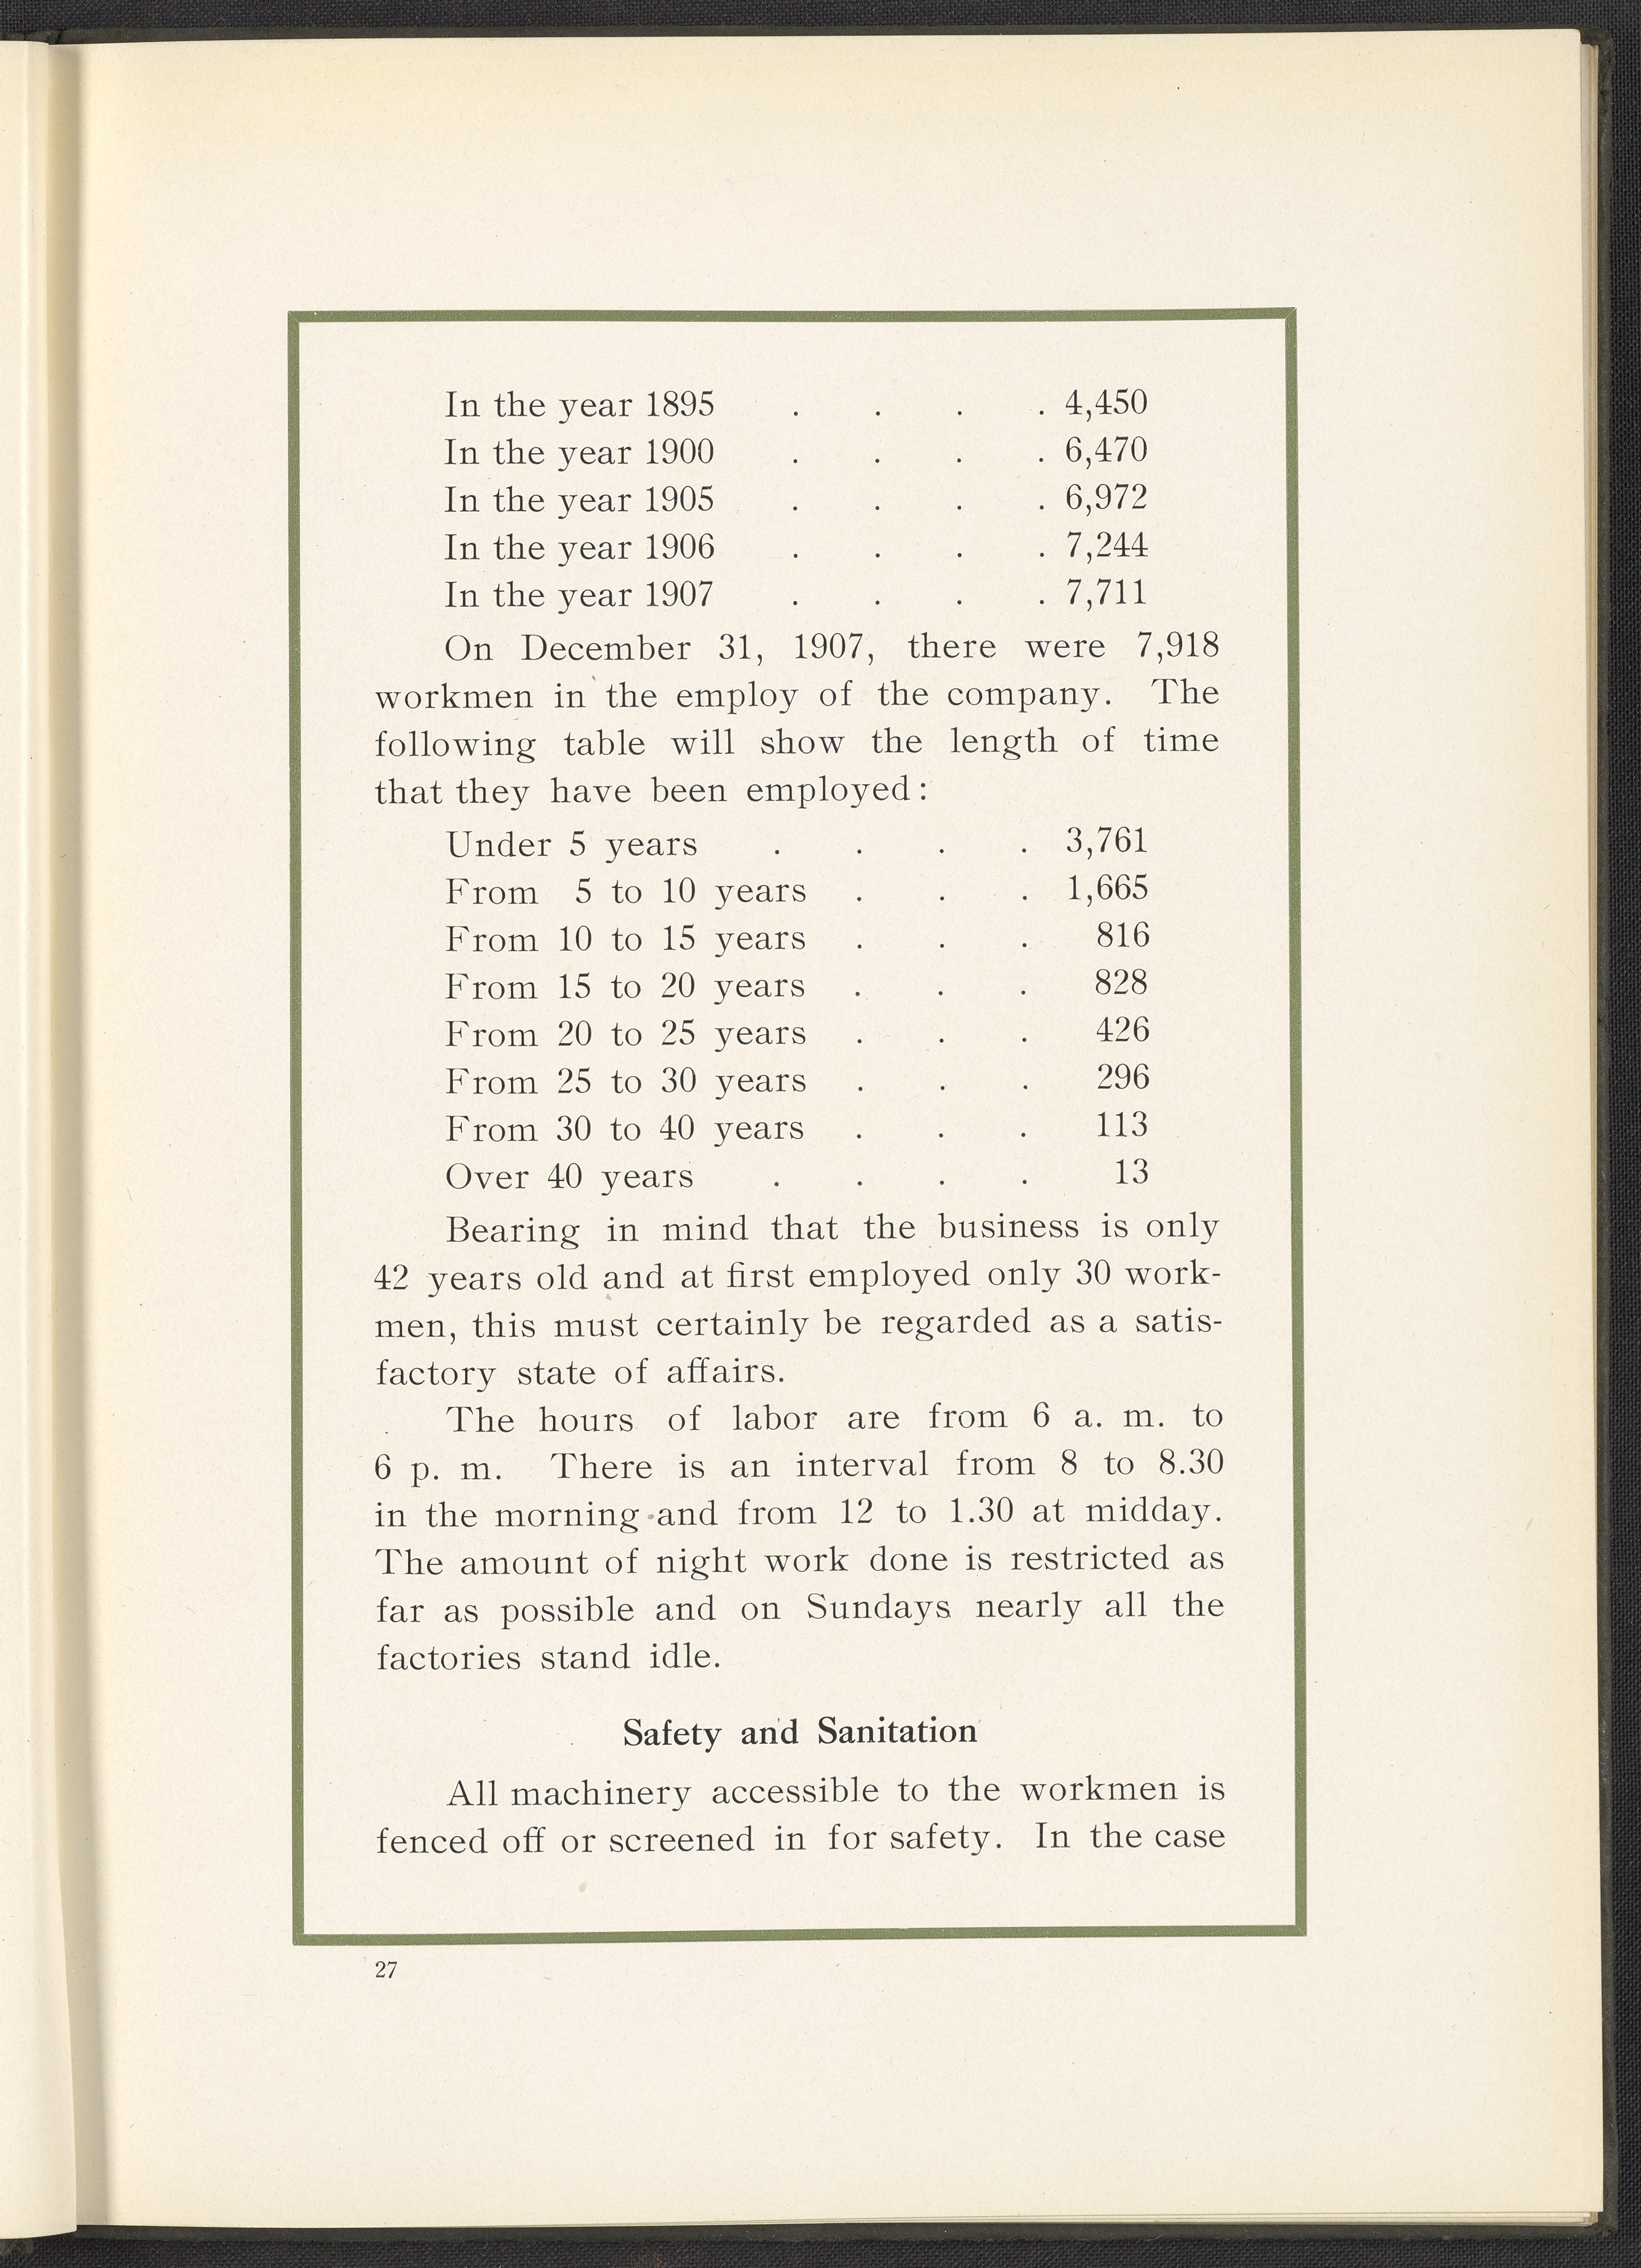 In the year 1895 . . . . 4,450
In the year 1900 . . . . 6,470
In the year 1905 . . . . 6,972
In the year 1906 . . . . 7,244
In the year 1907 . . . . 7,711
On December 31, 1907, there were 7,918
workmen in the employ of the company. The
following table will show the length of time
that they have been employed:
Under 5 years . . . . 3,761
From 5 to 10 years . . . 1,665
From 10 to 15 years . . . 816
From 15 to 20 years . . . 828
From 20 to 25 years . . . 426
From 25 to 30 years . . . 296
From 30 to 40 years . . . 113
Over 40 years . . . . 13
Bearing in mind that the business is only
42 years old and at first employed only 30 work-
men, this must certainly be regarded as a satis-
factory state of affairs.
The hours of labor are from 6 a. m. to
6 p. m. There is an interval from 8 to 8.30
in the morning and from 12 to 1.30 at midday.
The amount of night work done is restricted as
far as possible and on Sundays nearly all the
factories stand idle.
Safety and Sanitation
All machinery accessible to the workmen is
fenced off or screened in for safety. In the case
27